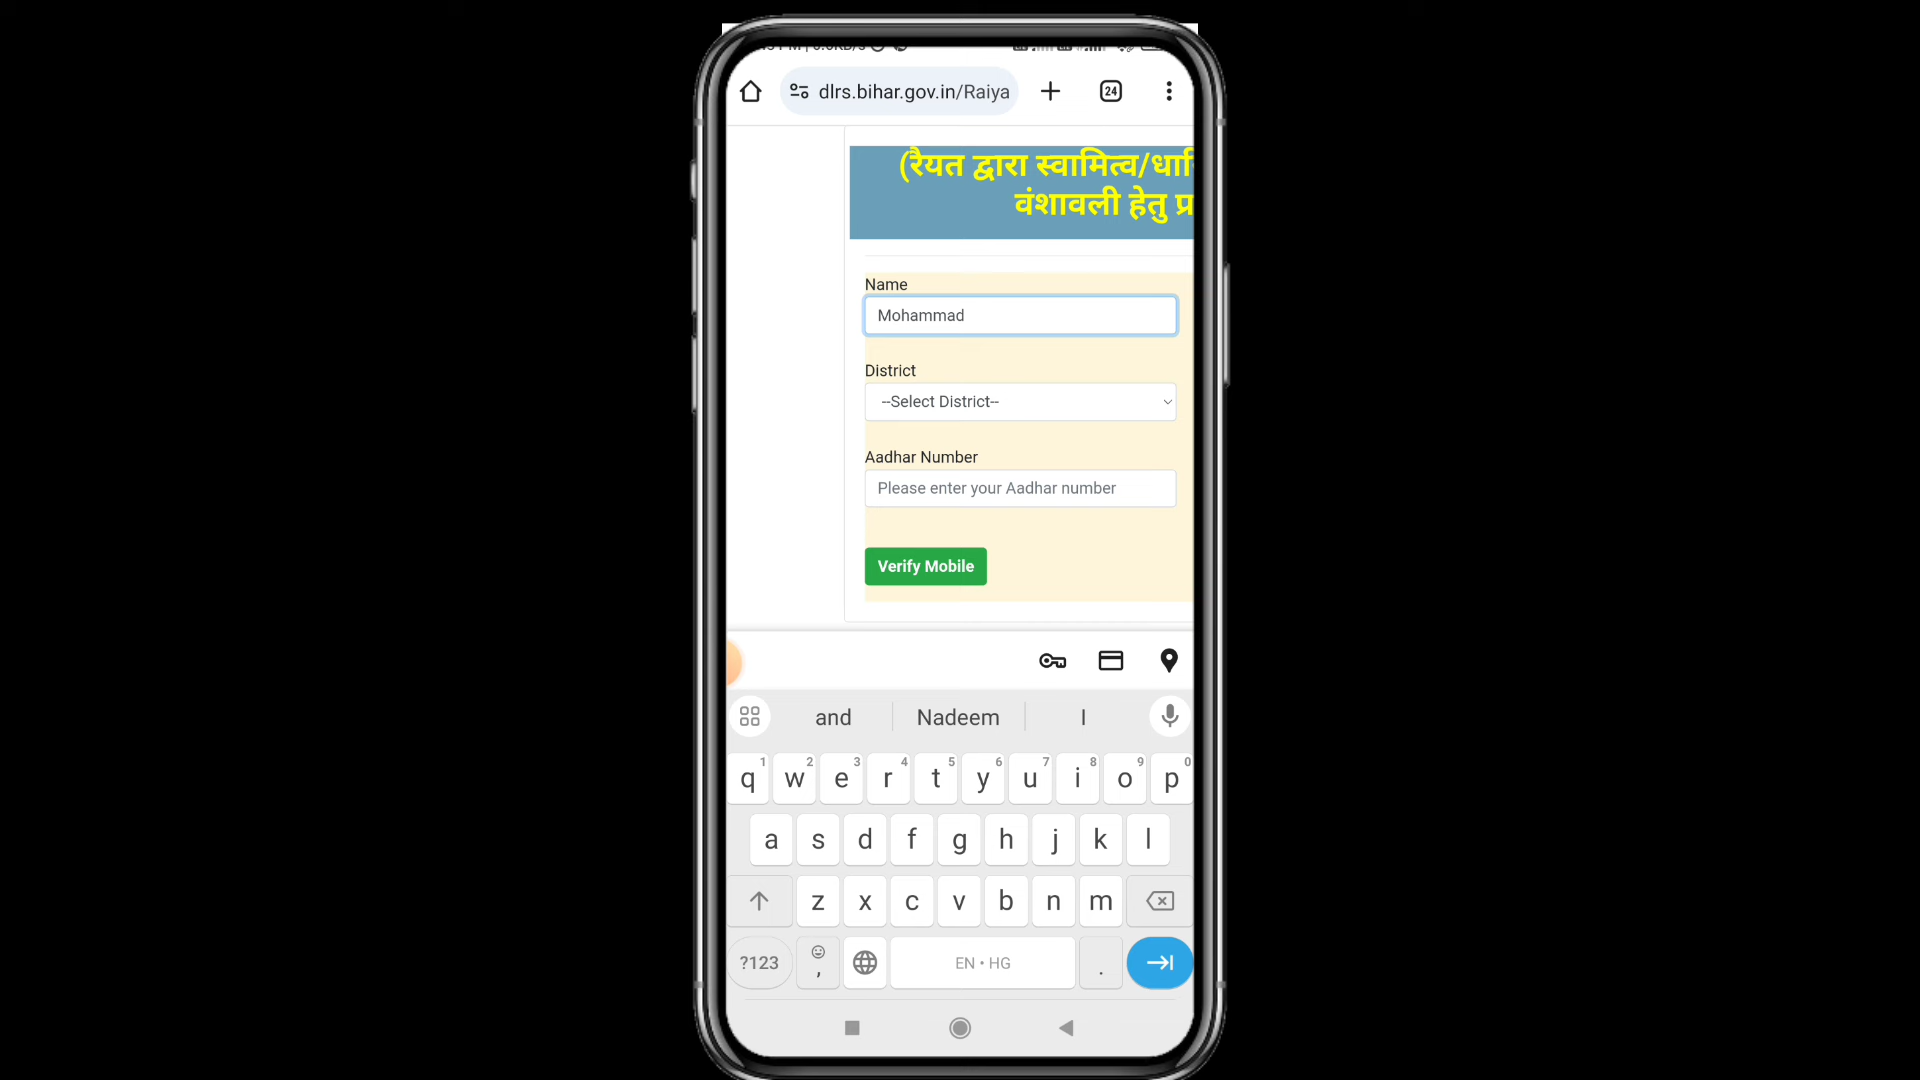 dlrs.bihar.gov.in/Raiya
24
(रैयत द्वारा स्वामित्व/धा
वंशावली हेतु प्र
Name
Mohammad
District
--Select District--
Aadhar Number
Please enter your Aadhar number
Verify Mobile
and Nadeem I
q1 w2 e3 r4 t5 y6 u7 i8 o9 p0
a s d f g h j k l
z x c v b n m
?123 , EN • HG .